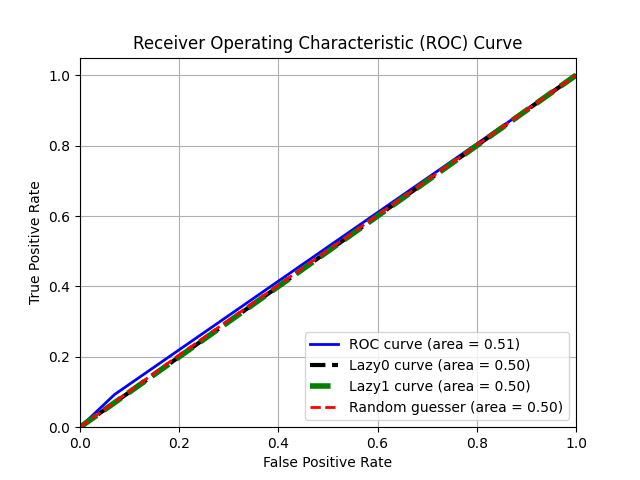 Receiver Operating Characteristic (ROC) Curve
True Positive Rate
1.0
0.8
0.6
0.4
0.2
0.0
ROC curve (area = 0.51)
Lazy0 curve (area = 0.50)
Lazy1 curve (area = 0.50)
Random guesser (area = 0.50)
0.0 0.2 0.4 0.6 0.8 1.0
False Positive Rate